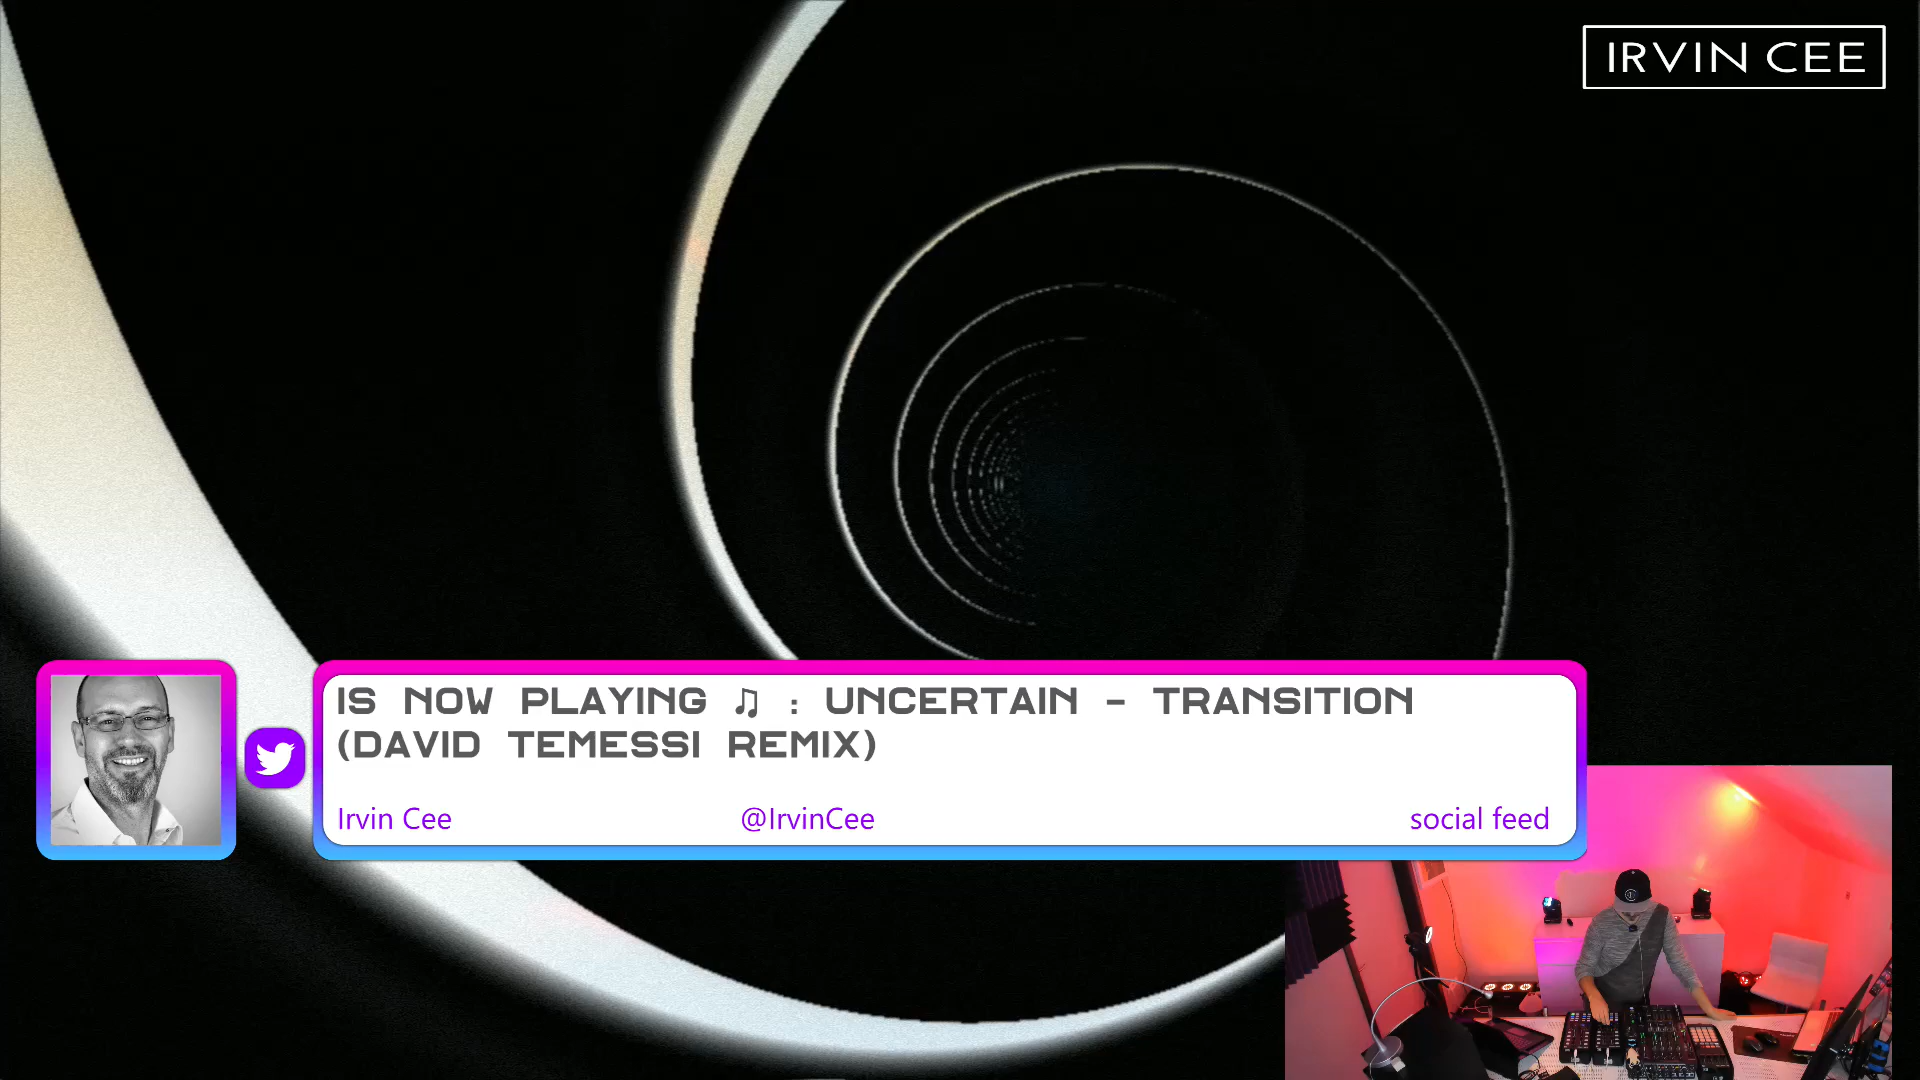 IRVIN CEE
IS NOW PLAYING ♫ : UNCERTAIN - TRANSITION
(DAVID TEMESSI REMIX)
Irvin Cee @IrvinCee social feed